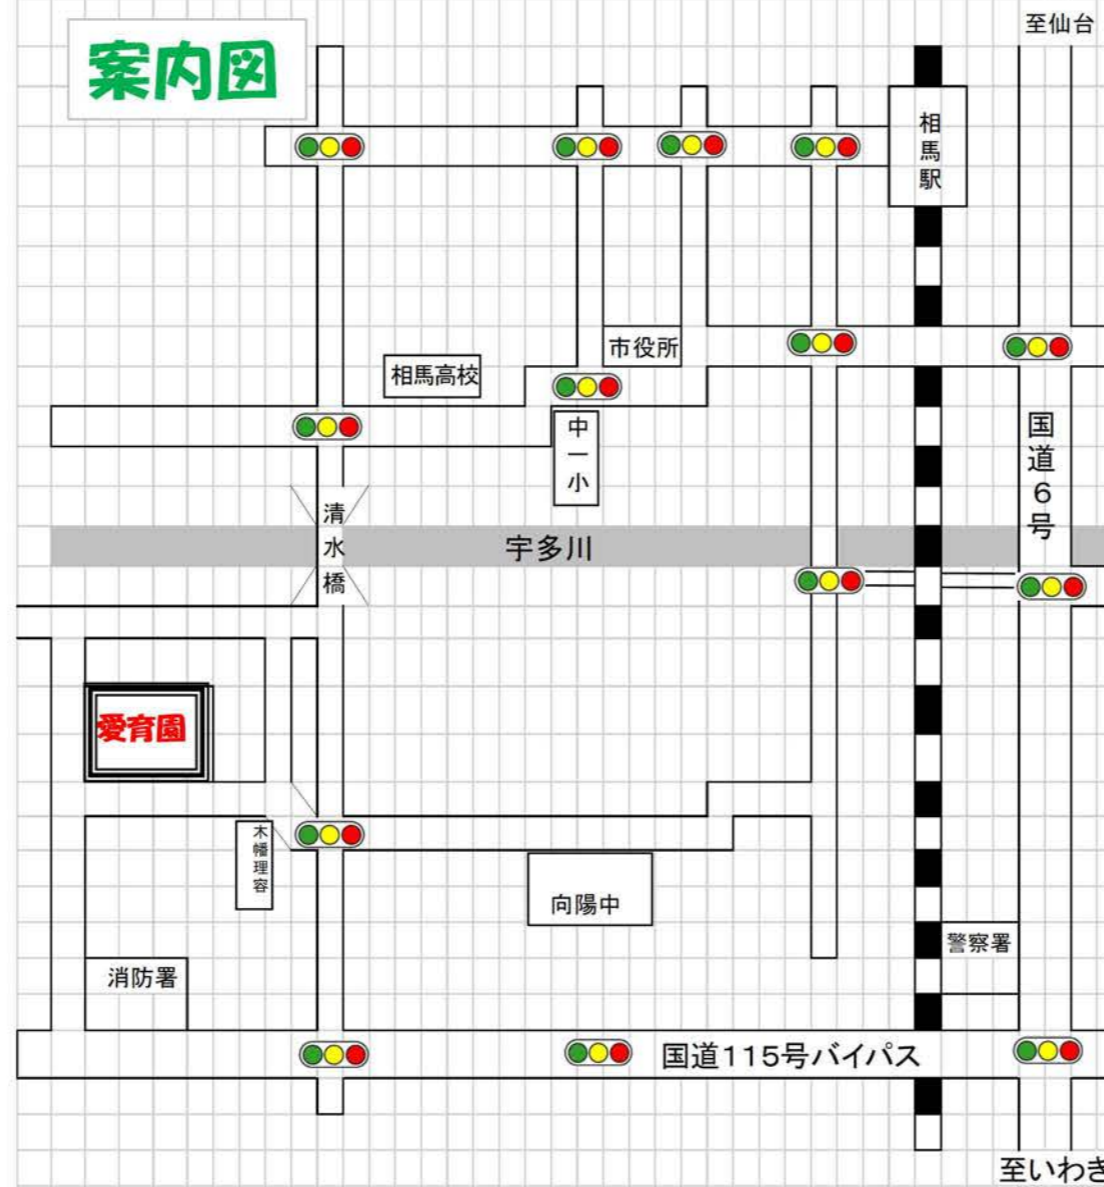 至仙台
案内図
相馬駅
市役所
相馬高校
中一小
国道6号
清水橋
宇多川
愛育園
木幡理容
向陽中
警察署
消防署
国道115号バイパス
至いわき